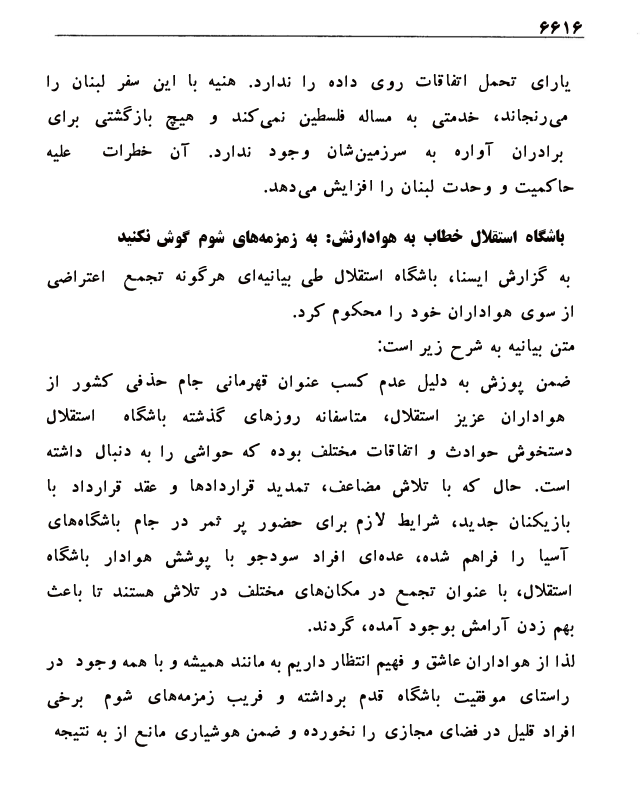 ۶۶۱۶
یارای تحمل اتفاقات روی داده را ندارد. هنیه با این سفر لبنان را
می‌رنجاند، خدمتی به مساله فلسطین نمی‌کند و هیچ بازگشتی برای
برادران آواره به سرزمین‌شان وجود ندارد. آن خطرات علیه
حاکمیت و وحدت لبنان را افزایش می‌دهد.
باشگاه استقلال خطاب به هوادارنش: به زمزمه‌های شوم گوش نکنید
به گزارش ایسنا، باشگاه استقلال طی بیانیه‌ای هرگونه تجمع اعتراضی
از سوی هواداران خود را محکوم کرد.
متن بیانیه به شرح زیر است:
ضمن پوزش به دلیل عدم کسب عنوان قهرمانی جام حذفی کشور از
هواداران عزیز استقلال، متاسفانه روزهای گذشته باشگاه استقلال
دستخوش حوادث و اتفاقات مختلف بوده که حواشی را به دنبال داشته
است. حال که با تلاش مضاعف، تمدید قراردادها و عقد قرارداد با
بازیکنان جدید، شرایط لازم برای حضور پر ثمر در جام باشگاه‌های
آسیا را فراهم شده، عده‌ای افراد سودجو با پوشش هوادار باشگاه
استقلال، با عنوان تجمع در مکان‌های مختلف در تلاش هستند تا باعث
بهم زدن آرامش بوجود آمده، گردند.
لذا از هواداران عاشق و فهیم انتظار داریم به مانند همیشه و با همه وجود در
راستای موفقیت باشگاه قدم برداشته و فریب زمزمه‌های شوم برخی
افراد قلیل در فضای مجازی را نخورده و ضمن هوشیاری مانع از به نتیجه